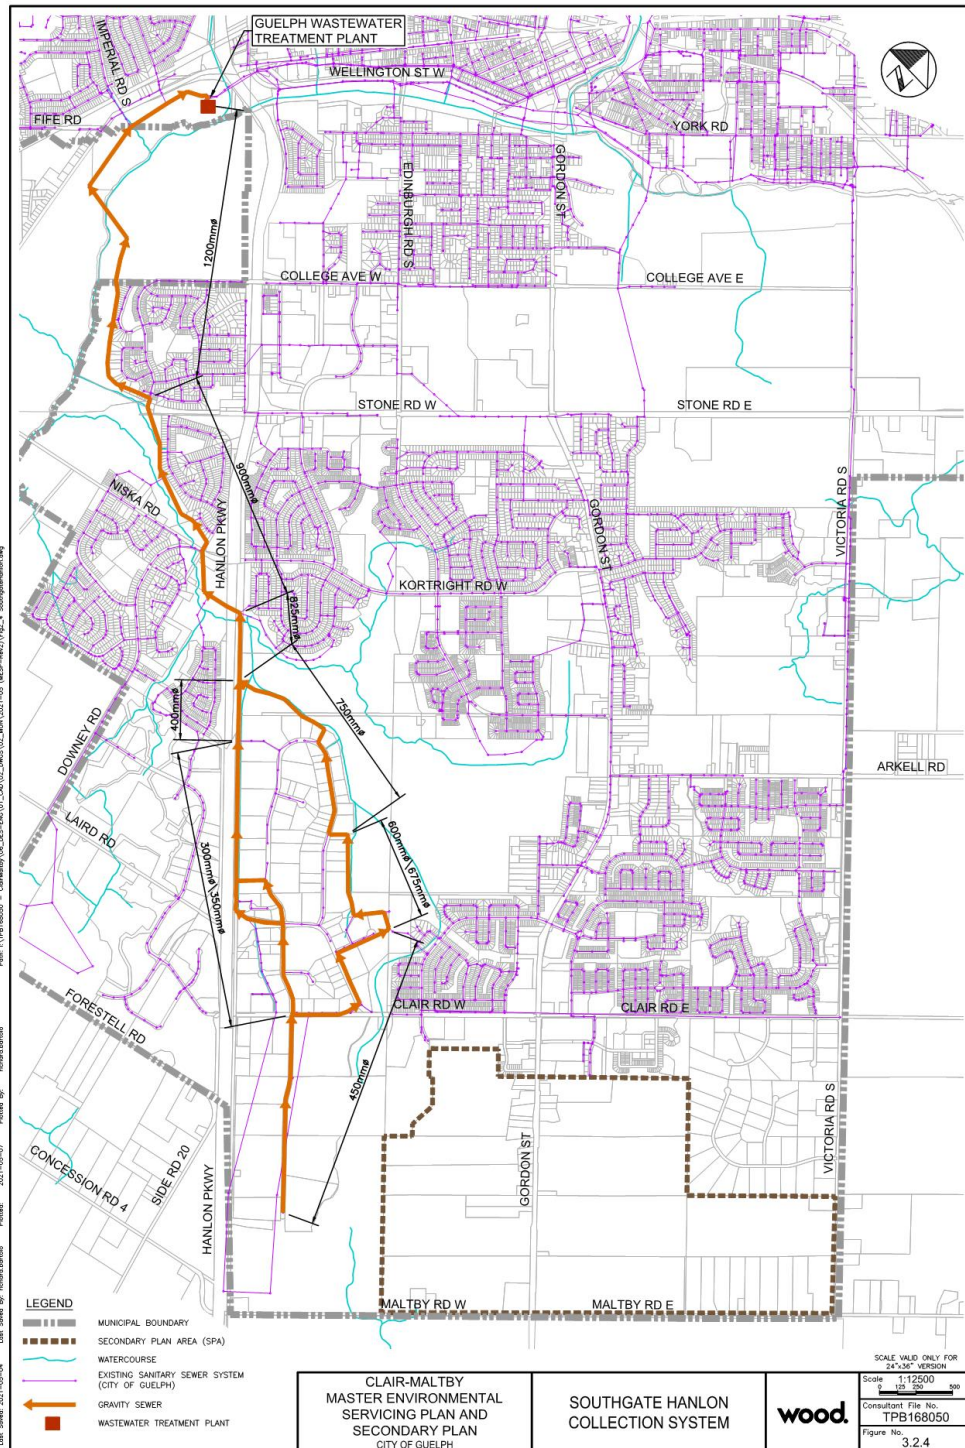 GUELPH WASTEWATER
TREATMENT PLANT
IMPERIAL RD S
WELLINGTON ST W
FIFE RD
YORK RD
EDINBURGH RD S
GORDON ST
1200mmø
COLLEGE AVE W
COLLEGE AVE E
STONE RD W
STONE RD E
900mmø
NISKA RD
HANLON PKWY
GORDON ST
VICTORIA RD S
KORTRIGHT RD W
825mmø
750mmø
400mmø
DOWNEY RD
ARKELL RD
LAIRD RD
600mmø\675mmø
300mmø\350mmø
FORESTELL RD
CLAIR RD W
CLAIR RD E
450mmø
VICTORIA RD S
GORDON ST
CONCESSION RD 4
SIDE RD 20
HANLON PKWY
MALTBY RD W
MALTBY RD E
LEGEND
MUNICIPAL BOUNDARY
SECONDARY PLAN AREA (SPA)
WATERCOURSE
EXISTING SANITARY SEWER SYSTEM
(CITY OF GUELPH)
GRAVITY SEWER
WASTEWATER TREATMENT PLANT
CLAIR-MALTBY
MASTER ENVIRONMENTAL
SERVICING PLAN AND
SECONDARY PLAN
CITY OF GUELPH
SOUTHGATE HANLON
COLLECTION SYSTEM
wood.
SCALE VALID ONLY FOR
24"x36" VERSION
Scale 1:12500
0 125 250 500
Consultant File No.
TPB168050
Figure No.
3.2.4